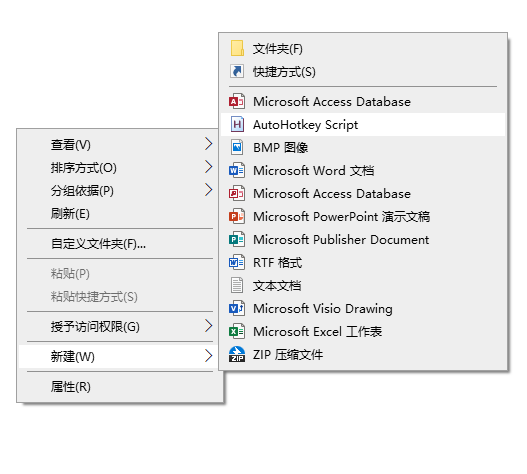 查看(V)
排序方式(O)
分组依据(P)
刷新(E)
自定义文件夹(F)...
粘贴(P)
粘贴快捷方式(S)
授予访问权限(G)
新建(W)
属性(R)
文件夹(F)
快捷方式(S)
Microsoft Access Database
AutoHotkey Script
BMP 图像
Microsoft Word 文档
Microsoft Access Database
Microsoft PowerPoint 演示文稿
Microsoft Publisher Document
RTF 格式
文本文档
Microsoft Visio Drawing
Microsoft Excel 工作表
ZIP 压缩文件